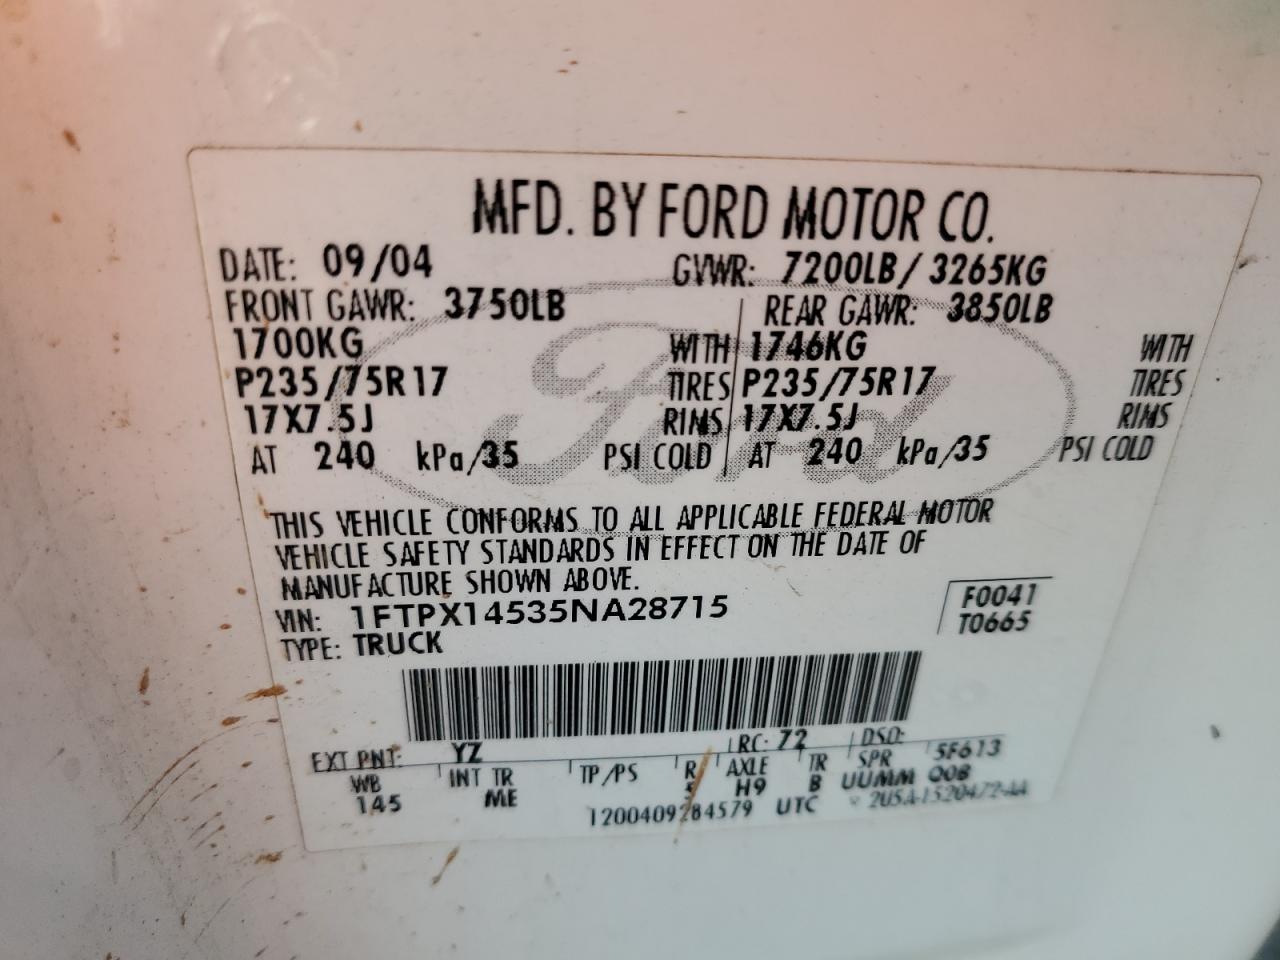 MFD. BY FORD MOTOR CO.
DATE: 09/04 GVWR: 7200LB/ 3265KG
FRONT GAWR: 3750LB REAR GAWR: 3850LB
1700KG WITH 1746KG WITH
P235/75R17 TIRES P235/75R17 TIRES
17X7.5J RIMS 17X7.5J RIMS
AT 240 kPa/35 PSI COLD AT 240 kPa/35 PSI COLD
Ford
THIS VEHICLE CONFORMS TO ALL APPLICABLE FEDERAL MOTOR
VEHICLE SAFETY STANDARDS IN EFFECT ON THE DATE OF
MANUFACTURE SHOWN ABOVE.
VIN: 1FTPX14535NA28715 F0041
TYPE: TRUCK T0665
EXT PNT: YZ RC: 72 DSO: 5F613
WB INT TR TP/PS R AXLE TR SPR
145 ME 5 H9 B UUMM 008
1200409284579 UTC